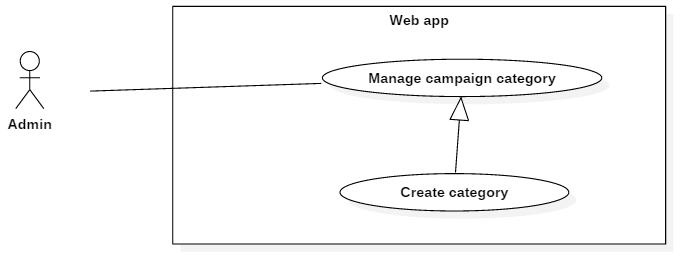 Web app
Manage campaign category
Admin
Create category